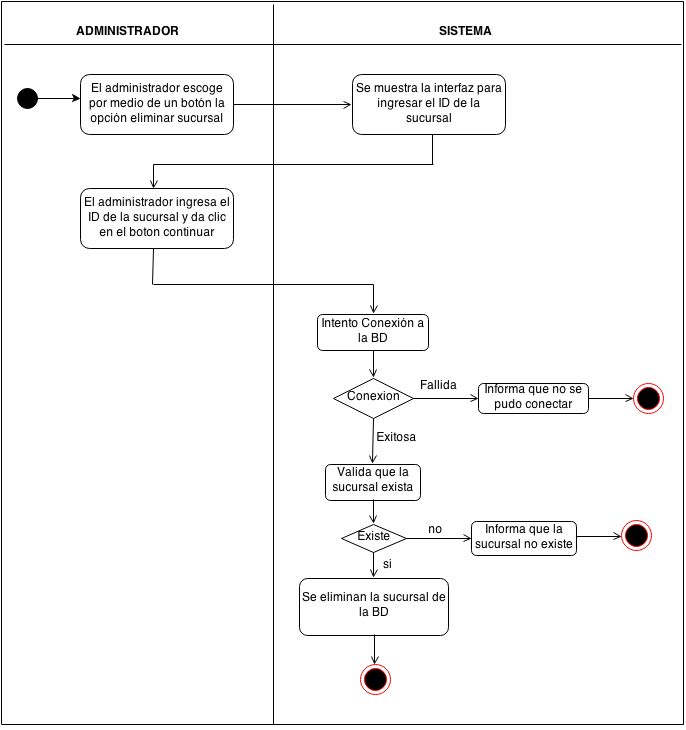 ADMINISTRADOR
SISTEMA
El administrador escoge
por medio de un botón la
opción eliminar sucursal
Se muestra la interfaz para
ingresar el ID de la
sucursal
El administrador ingresa el
ID de la sucursal y da clic
en el boton continuar
Intento Conexión a
la BD
Conexion
Fallida
Informa que no se
pudo conectar
Exitosa
Valida que la
sucursal exista
Existe
no
Informa que la
sucursal no existe
si
Se eliminan la sucursal de
la BD